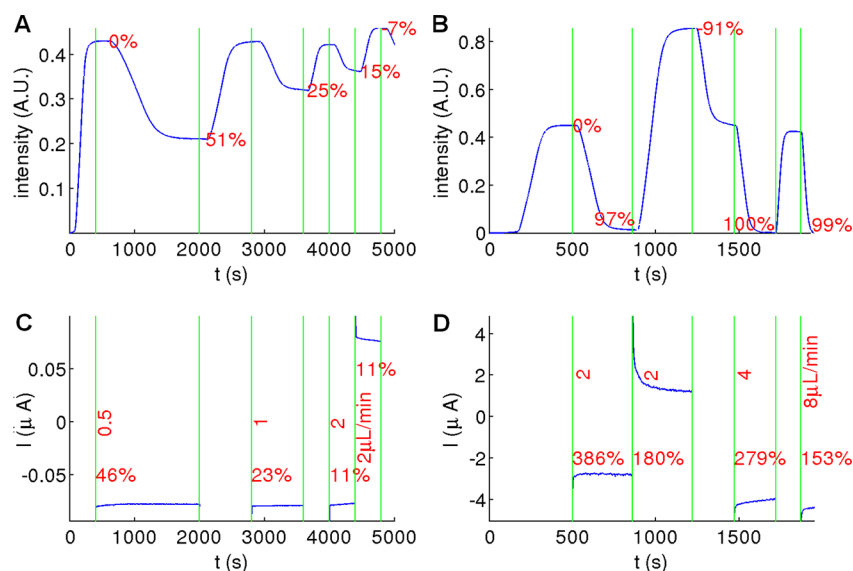 A
B
intensity (A.U.)
0.4
0.3
0.2
0.1
0%
51%
25%
15%
-7%
0 1000 2000 3000 4000 5000
t (s)
intensity (A.U.)
0.8
0.6
0.4
0.2
0
0%
97%
-91%
100%
99%
0 500 1000 1500
t (s)
C
D
I (μ A)
0.05
0
-0.05
0.5
1
2
2μL/min
46%
23%
11%
11%
0 1000 2000 3000 4000 5000
t (s)
I (μ A)
4
2
0
-2
-4
2
2
4
8μL/min
386%
180%
279%
153%
0 500 1000 1500
t (s)